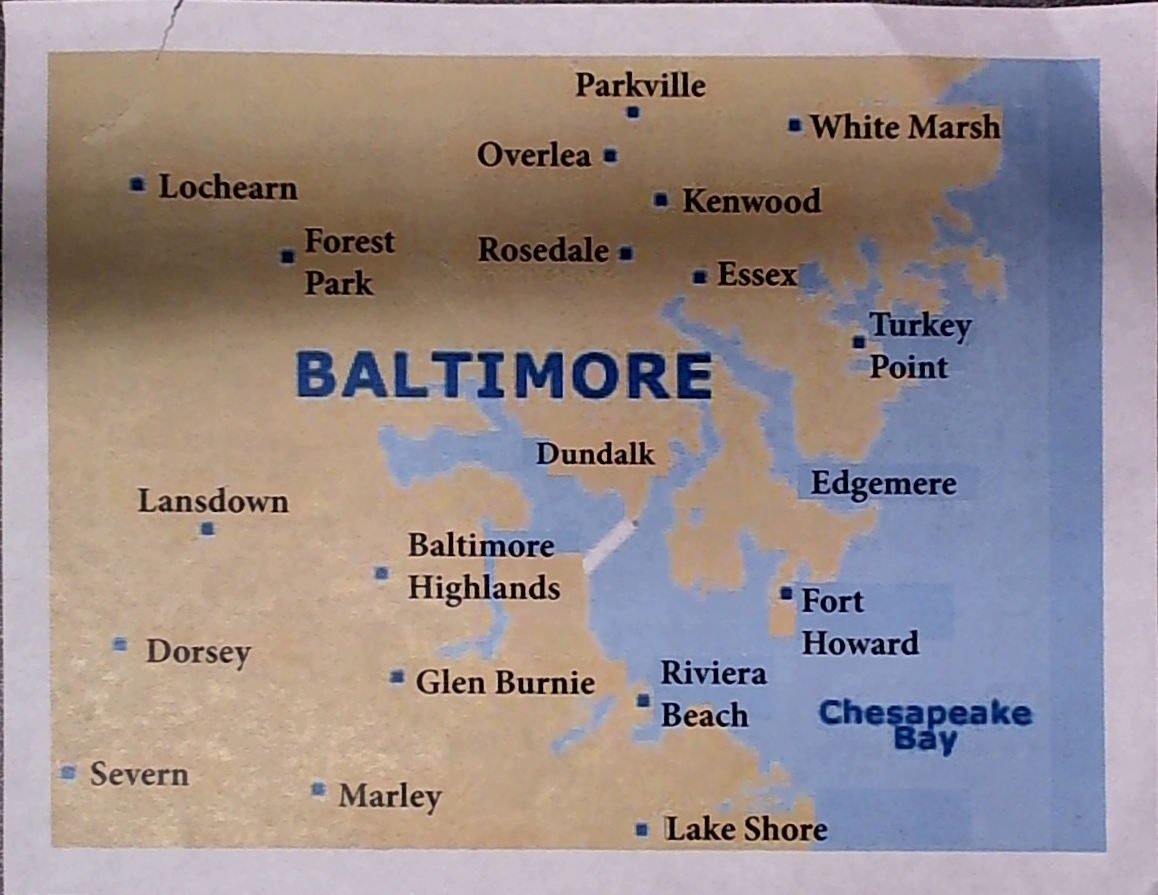 Parkville
White Marsh
Overlea
Lochearn
Kenwood
Forest
Park
Rosedale
Essex
Turkey
Point
BALTIMORE
Dundalk
Edgemere
Lansdown
Baltimore
Highlands
Fort
Howard
Dorsey
Glen Burnie
Riviera
Beach
Chesapeake
Bay
Severn
Marley
Lake Shore